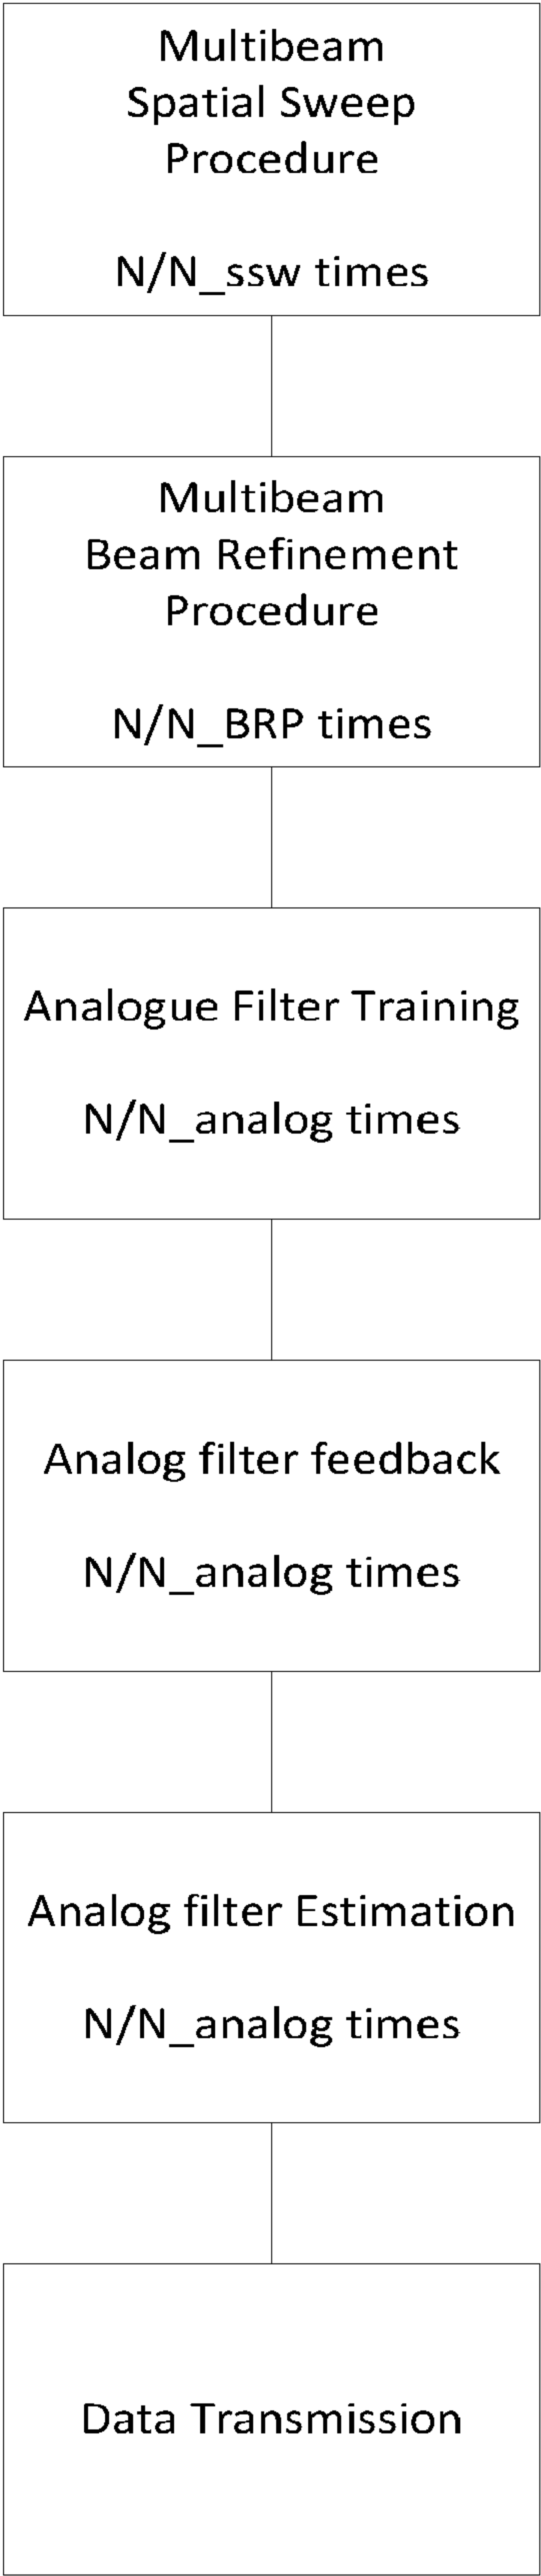 Multibeam
Spatial Sweep
Procedure
N/N_ssw times
Multibeam
Beam Refinement
Procedure
N/N_BRP times
Analogue Filter Training
N/N_analog times
Analog filter feedback
N/N_analog times
Analog filter Estimation
N/N_analog times
Data Transmission